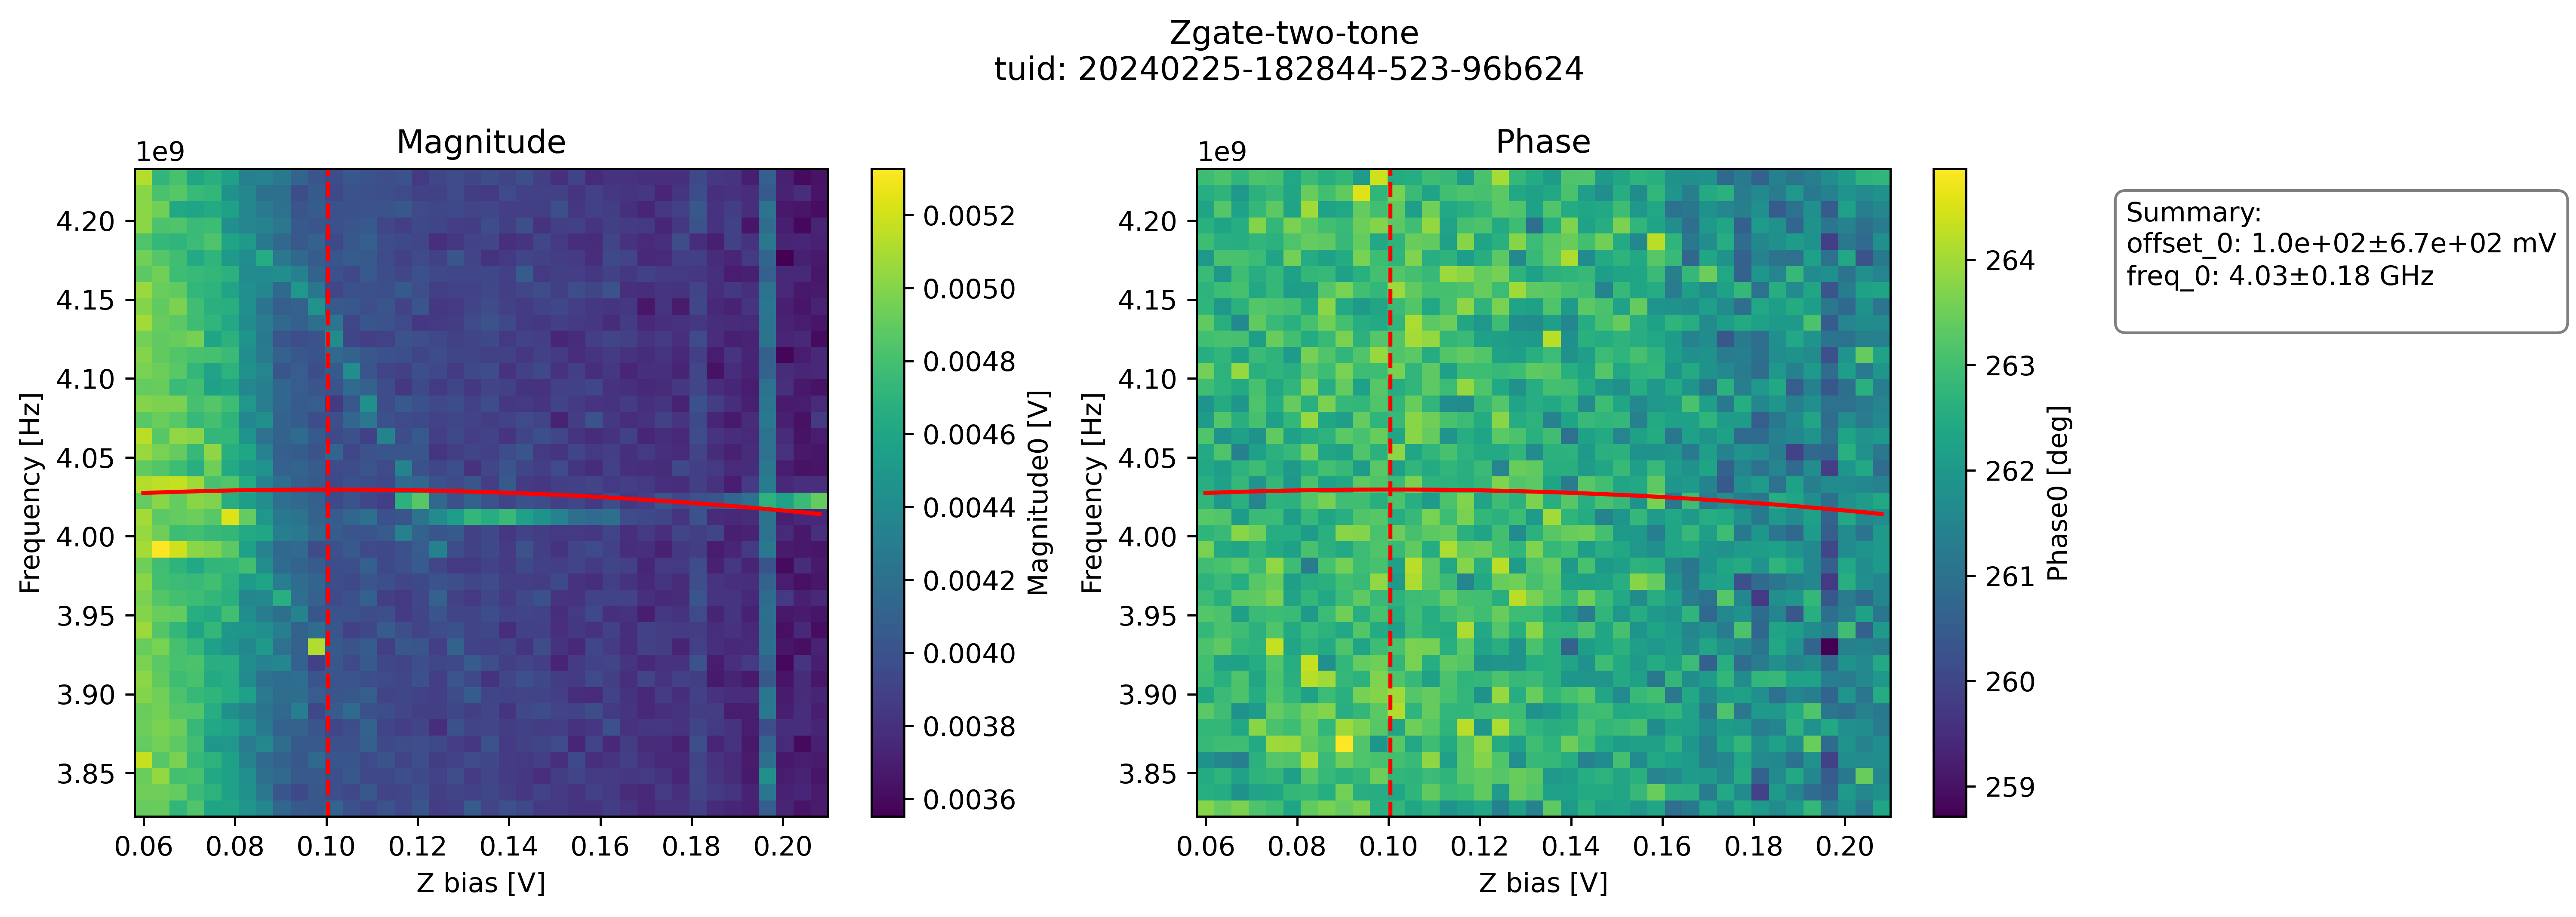 Zgate-two-tone
tuid: 20240225-182844-523-96b624
Magnitude
1e9
4.20
4.15
4.10
4.05
4.00
3.95
3.90
3.85
Frequency [Hz]
0.06 0.08 0.10 0.12 0.14 0.16 0.18 0.20
Z bias [V]
0.0052
0.0050
0.0048
0.0046
0.0044
0.0042
0.0040
0.0038
0.0036
Magnitude0 [V]
Phase
1e9
4.20
4.15
4.10
4.05
4.00
3.95
3.90
3.85
Frequency [Hz]
0.06 0.08 0.10 0.12 0.14 0.16 0.18 0.20
Z bias [V]
264
263
262
261
260
259
Phase0 [deg]
Summary:
offset_0: 1.0e+02±6.7e+02 mV
freq_0: 4.03±0.18 GHz